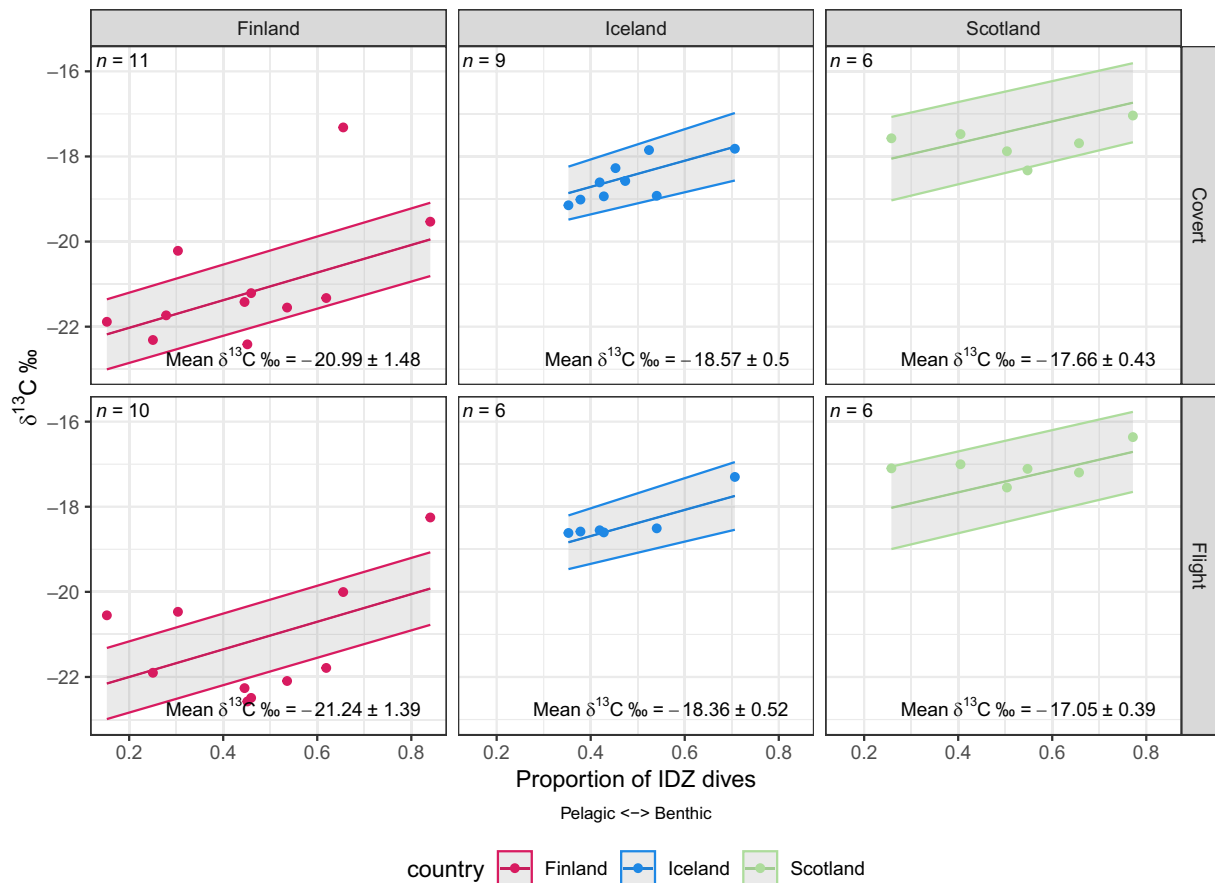 Finland Iceland Scotland
n = 11 n = 9 n = 6
−16
−18
−20
−22
Mean δ¹³C ‰ = −20.99 ± 1.48 Mean δ¹³C ‰ = −18.57 ± 0.5 Mean δ¹³C ‰ = −17.66 ± 0.43
Covert
δ¹³C ‰
n = 10 n = 6 n = 6
−16
−18
−20
−22
Mean δ¹³C ‰ = −21.24 ± 1.39 Mean δ¹³C ‰ = −18.36 ± 0.52 Mean δ¹³C ‰ = −17.05 ± 0.39
Flight
0.2 0.4 0.6 0.8 0.2 0.4 0.6 0.8 0.2 0.4 0.6 0.8
Proportion of IDZ dives
Pelagic <−> Benthic
country Finland Iceland Scotland